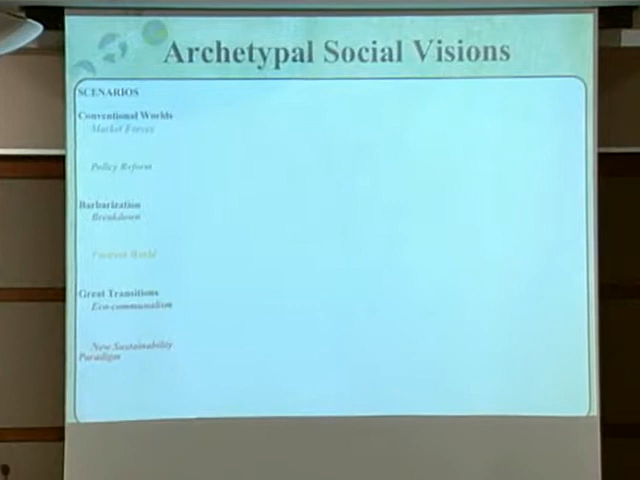 Archetypal Social Visions
SCENARIOS
Conventional Worlds
Market Forces
Policy Reform
Barbarization
Breakdown
Fortress World
Great Transitions
Eco-communalism
New Sustainability
Paradigm